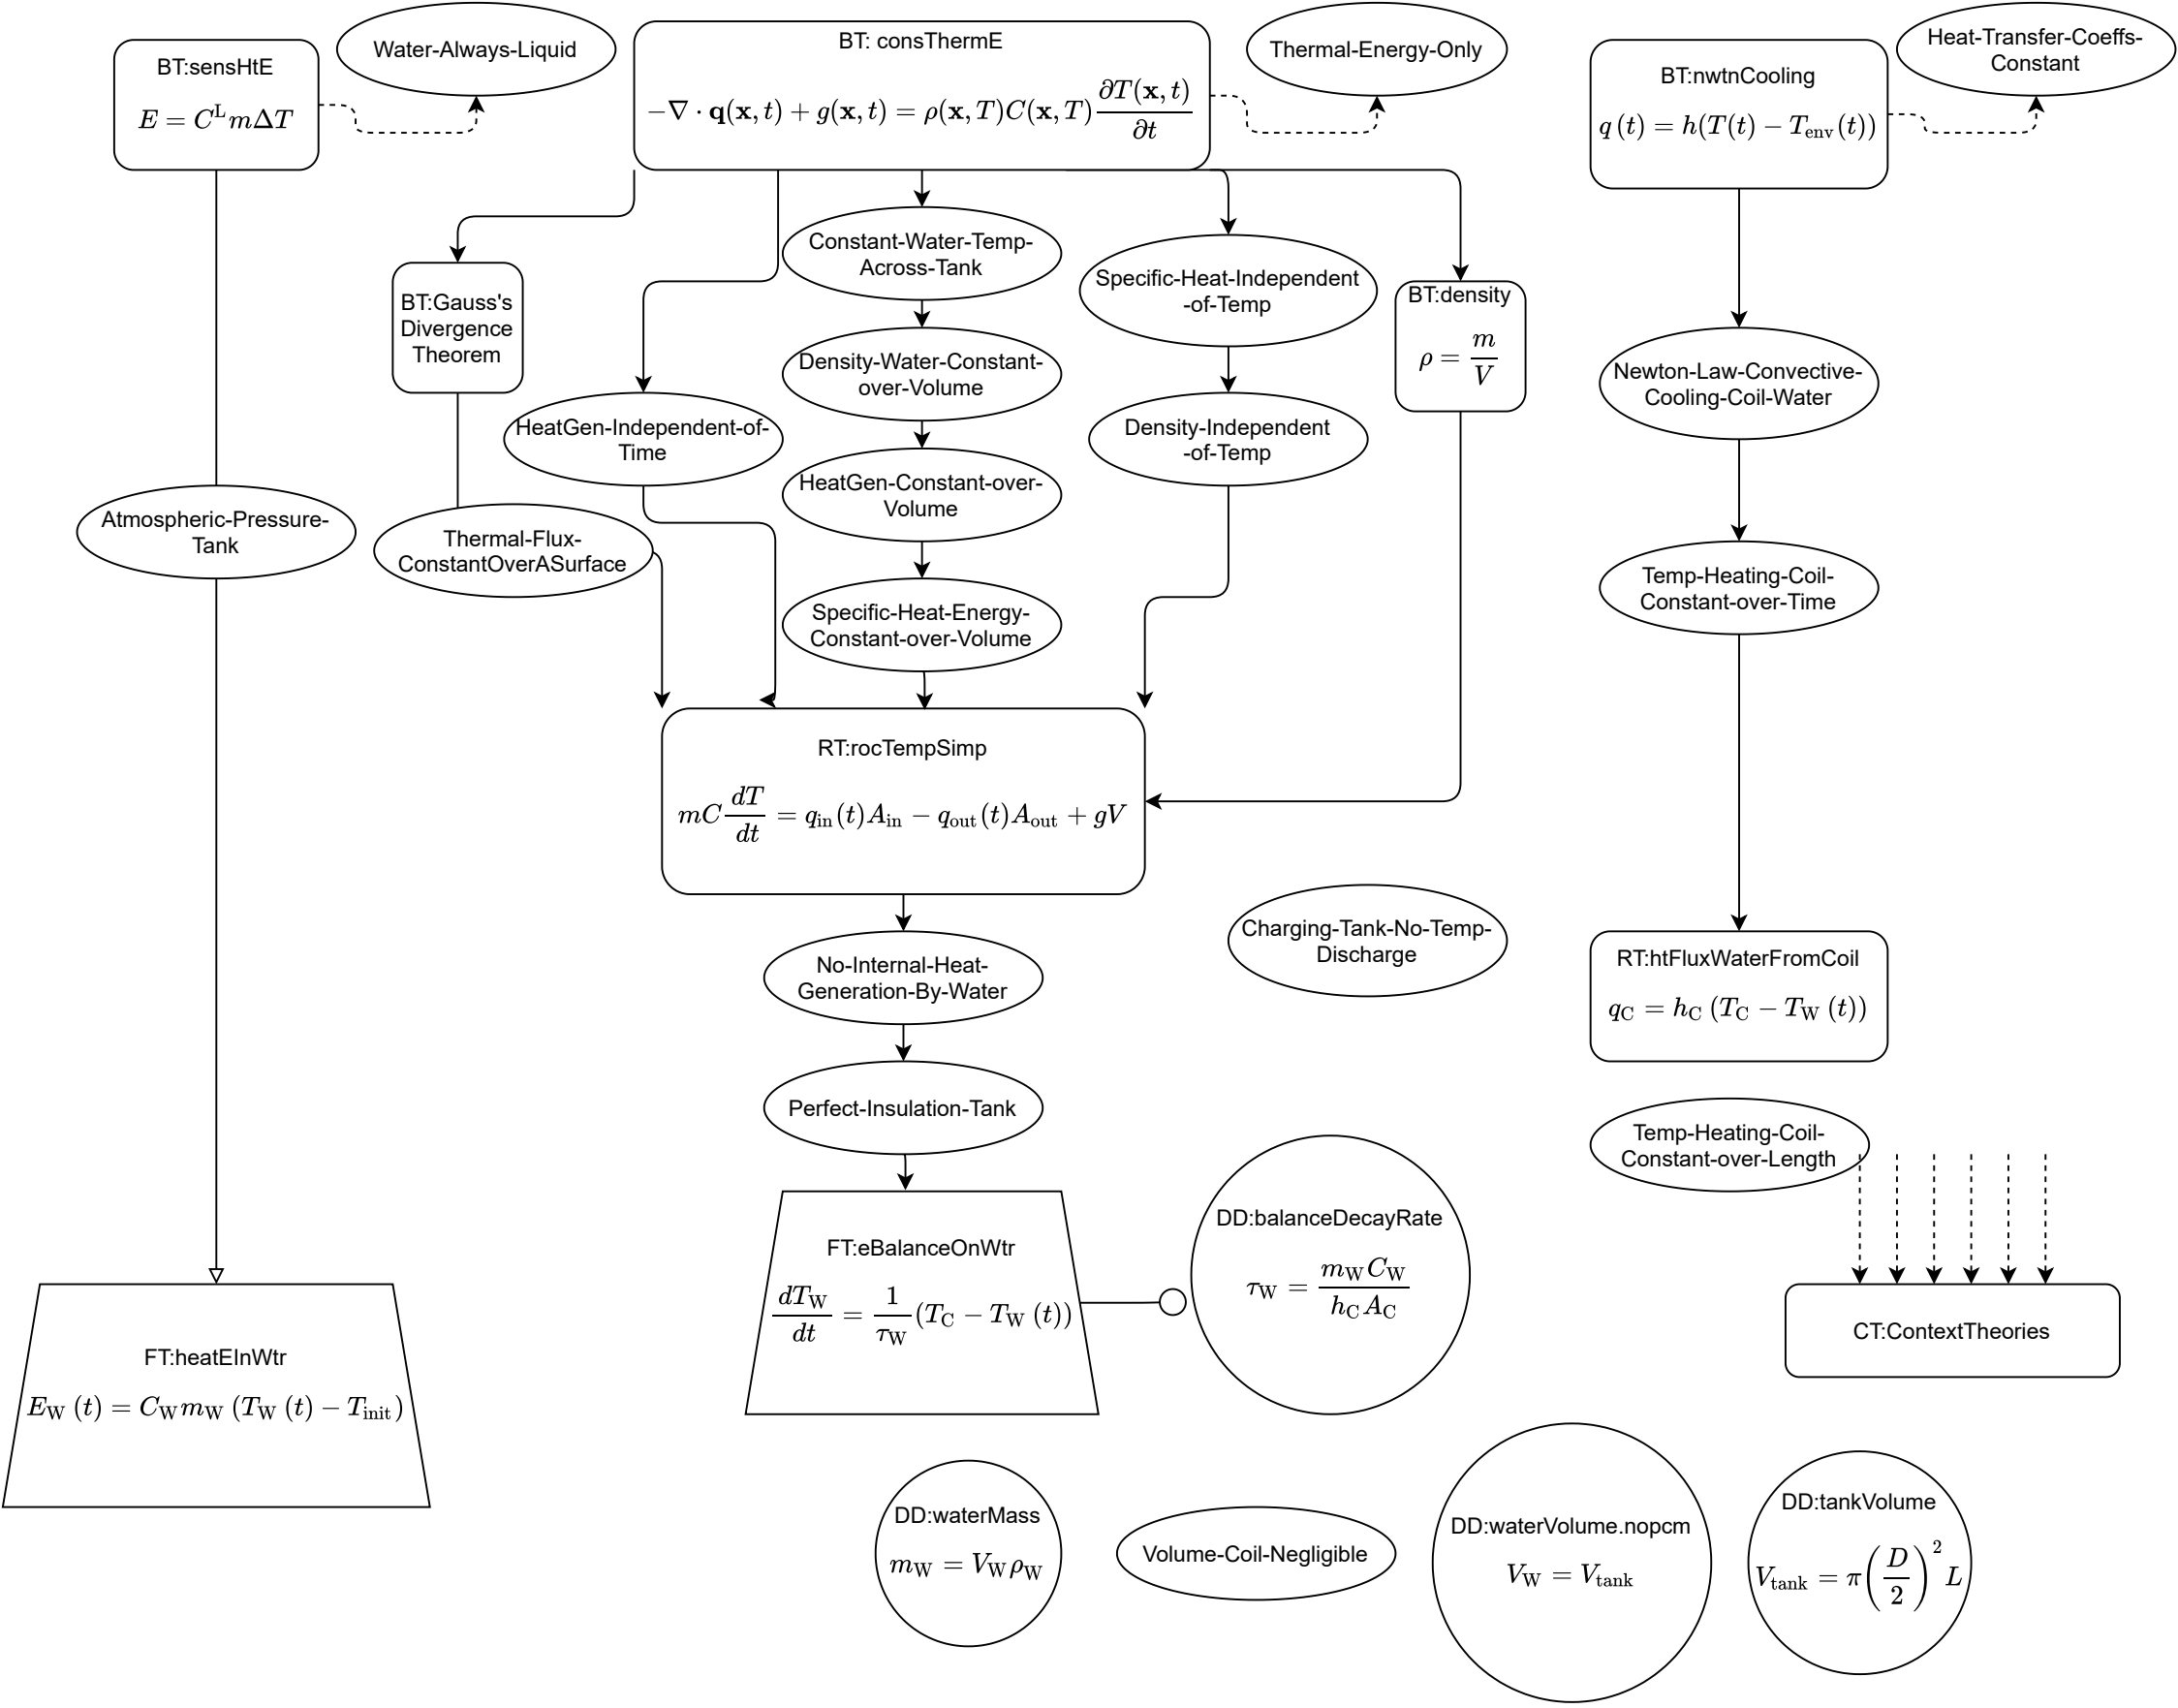 BT:sensHtE
E = C^L mΔT
Water-Always-Liquid
BT: consThermE
−∇ · q(x, t) + g(x, t) = ρ(x, T)C(x, T) ∂T(x, t)/∂t
Thermal-Energy-Only
BT:nwtnCooling
q (t) = h(T(t) − T_env(t))
Heat-Transfer-Coeffs-
Constant
BT:Gauss's
Divergence
Theorem
Constant-Water-Temp-
Across-Tank
Specific-Heat-Independent
-of-Temp
BT:density
ρ = m/V
Density-Water-Constant-
over-Volume
Newton-Law-Convective-
Cooling-Coil-Water
HeatGen-Independent-of-
Time
Density-Independent
-of-Temp
HeatGen-Constant-over-
Volume
Atmospheric-Pressure-
Tank
Thermal-Flux-
ConstantOverASurface
Specific-Heat-Energy-
Constant-over-Volume
Temp-Heating-Coil-
Constant-over-Time
RT:rocTempSimp
mC dT/dt = q_in(t)A_in − q_out(t)A_out + gV
Charging-Tank-No-Temp-
Discharge
No-Internal-Heat-
Generation-By-Water
RT:htFluxWaterFromCoil
q_C = h_C (T_C − T_W (t))
Perfect-Insulation-Tank
Temp-Heating-Coil-
Constant-over-Length
FT:eBalanceOnWtr
dT_W/dt = 1/τ_W (T_C − T_W (t))
DD:balanceDecayRate
τ_W = m_W C_W / h_C A_C
CT:ContextTheories
FT:heatEInWtr
E_W (t) = C_W m_W (T_W (t) − T_init)
DD:waterMass
m_W = V_W ρ_W
Volume-Coil-Negligible
DD:waterVolume.nopcm
V_W = V_tank
DD:tankVolume
V_tank = π(D/2)^2 L